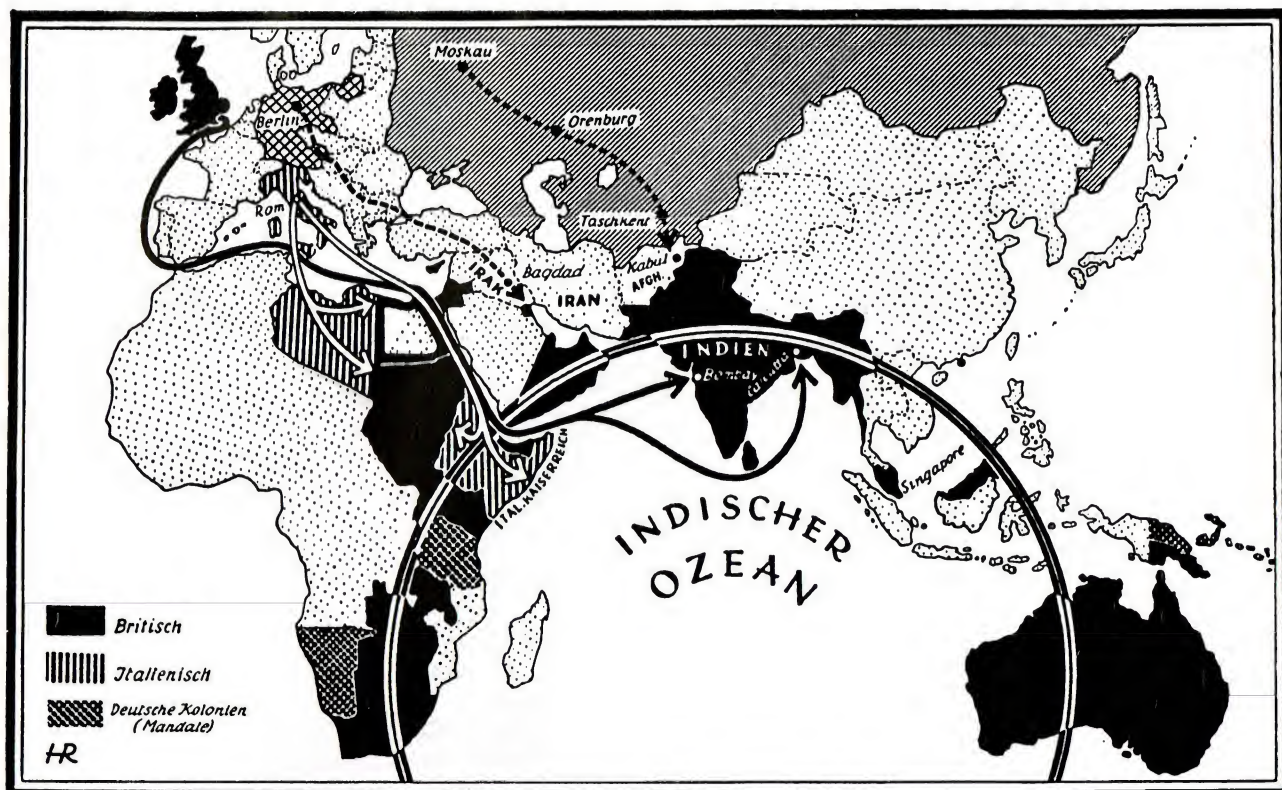 Moskau
Orenburg
Berlin
Taschkent
Rom
Kabul
AFGH.
Bagdad
IRAK
IRAN
INDIEN
Bombay
ITAL. KAISERREICH
Singapore
INDISCHER
OZEAN
Britisch
Italienisch
Deutsche Kolonien
(Mandate)
HR